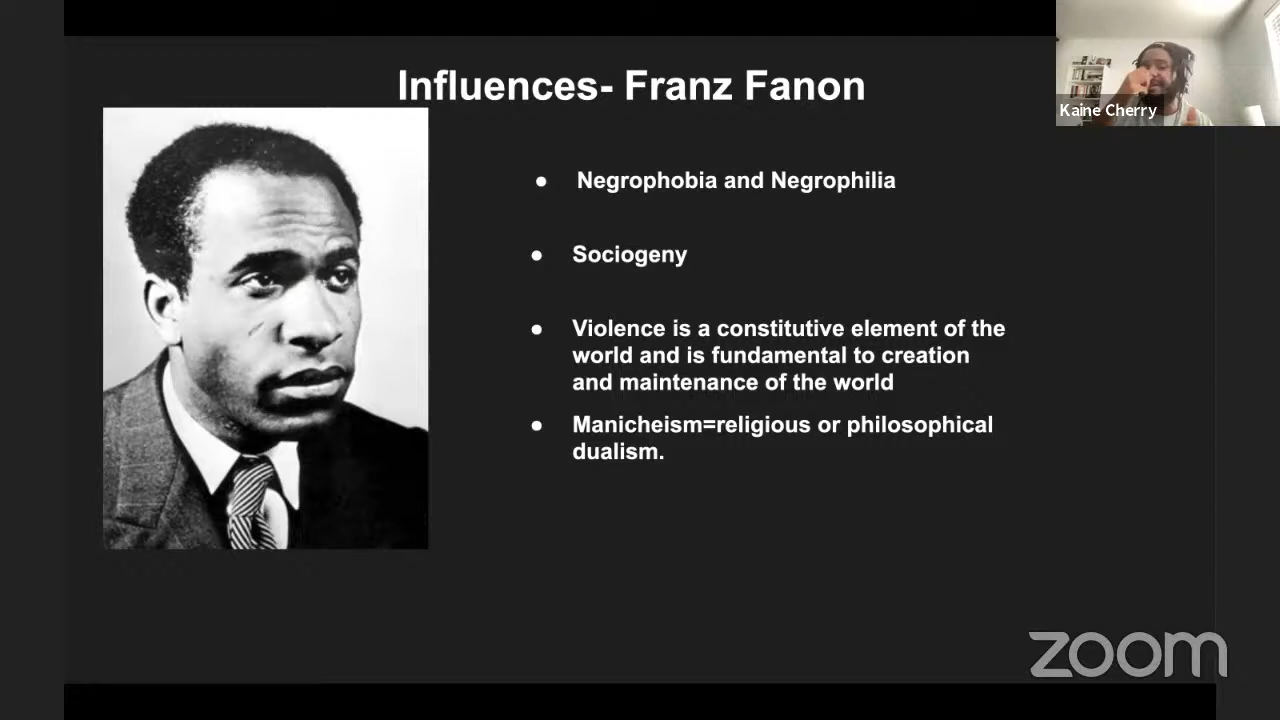 Influences- Franz Fanon
Kaine Cherry
● Negrophobia and Negrophilia
● Sociogeny
● Violence is a constitutive element of the
world and is fundamental to creation
and maintenance of the world
● Manicheism=religious or philosophical
dualism.
zoom